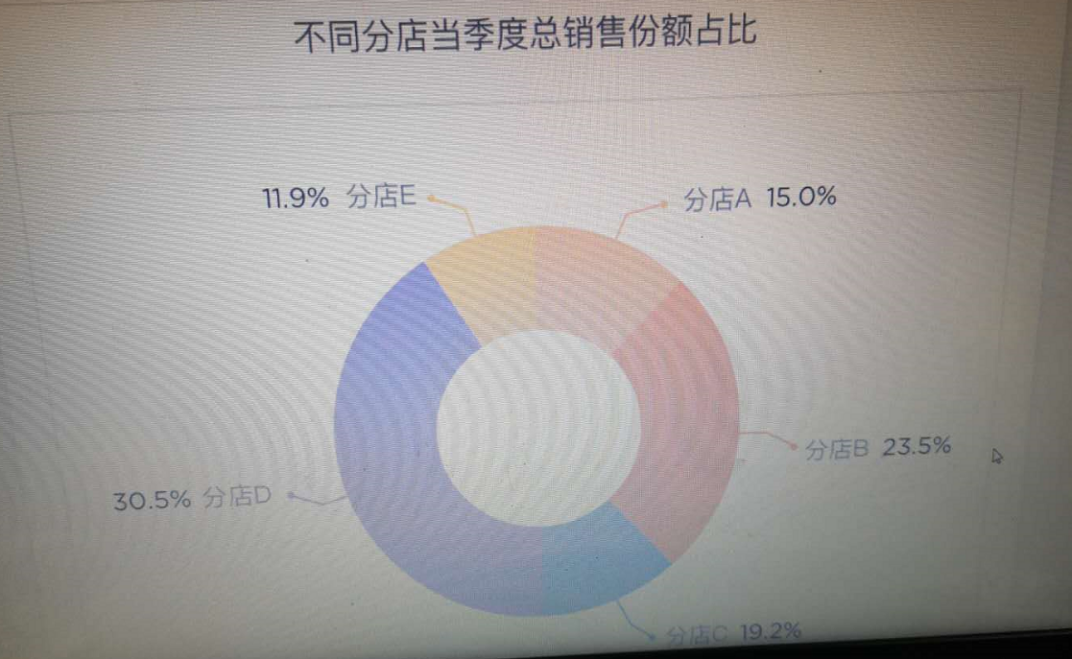 不同分店当季度总销售份额占比
11.9% 分店E
分店A 15.0%
分店B 23.5%
30.5% 分店D
分店C 19.2%